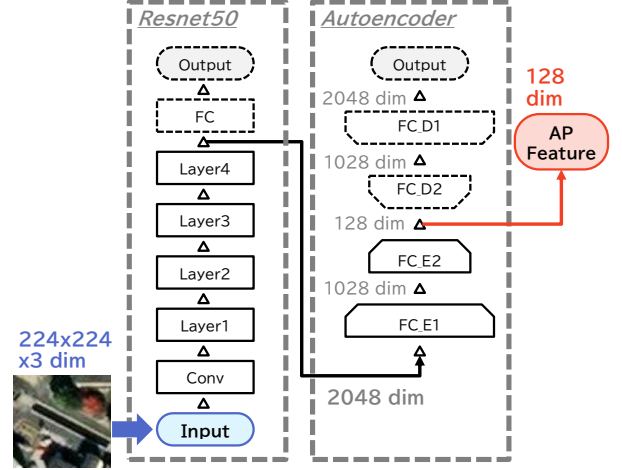 Resnet50
Output
FC
Layer4
Layer3
Layer2
Layer1
Conv
Input
224x224
x3 dim
Autoencoder
Output
2048 dim
FC_D1
1028 dim
FC_D2
128 dim
FC_E2
1028 dim
FC_E1
2048 dim
128
dim
AP
Feature